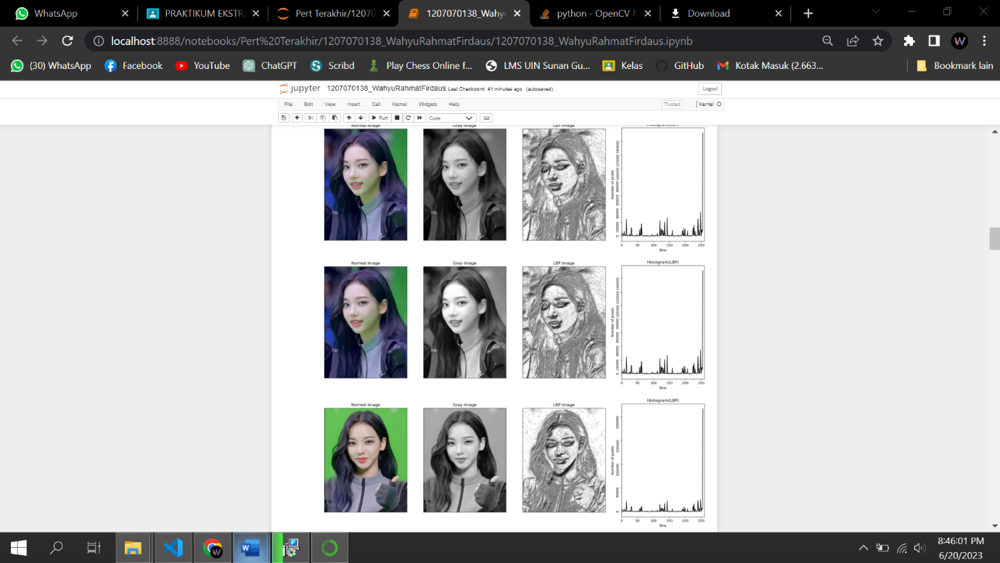 WhatsApp
PRAKTIKUM EKSTR
Pert Terakhir/12070
1207070138_Wahy
python - OpenCV N
Download
localhost:8888/notebooks/Pert%20Terakhir/1207070138_WahyuRahmatFirdaus/1207070138_WahyuRahmatFirdaus.ipynb
W
(30) WhatsApp Facebook YouTube ChatGPT Scribd Play Chess Online f... LMS UIN Sunan Gu... Kelas GitHub Kotak Masuk (2.663... Bookmark lain
jupyter 1207070138_WahyuRahmatFirdaus Last Checkpoint: 41 minutes ago (autosaved) Logout
File Edit View Insert Cell Kernel Widgets Help Trusted Kernel
Run Code
Normal Image Gray Image LBP Image Histogram(LBP)
Number of pixels
0 20000 40000 60000 80000 100000 120000 140000
0 50 100 150 200 250
Bins
Normal Image Gray Image LBP Image Histogram(LBP)
Number of pixels
0 20000 40000 60000 80000 100000 120000 140000
0 50 100 150 200 250
Bins
Normal Image Gray Image LBP Image Histogram(LBP)
Number of pixels
0 50000 100000 150000 200000
0 50 100 150 200 250
Bins
8:46:01 PM
6/20/2023